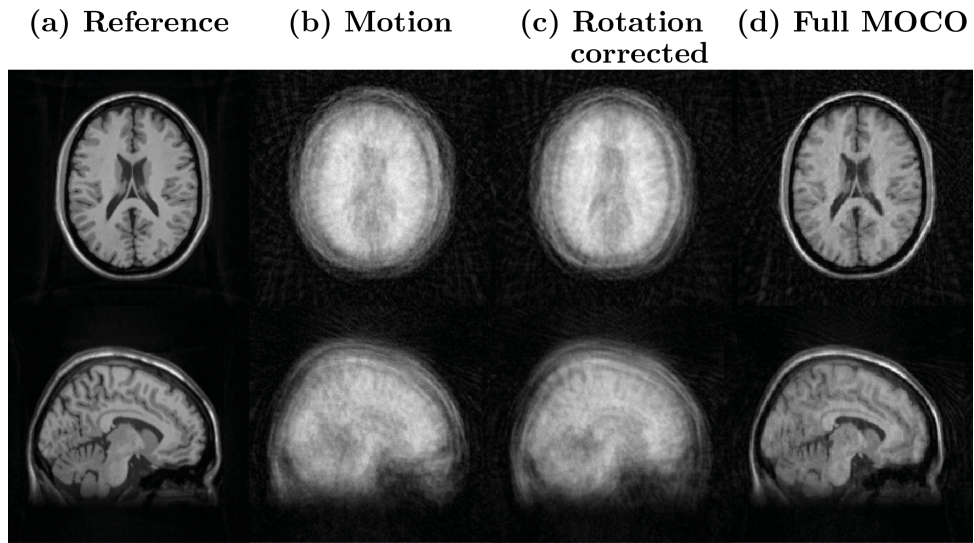 (a) Reference
(b) Motion
(c) Rotation
corrected
(d) Full MOCO